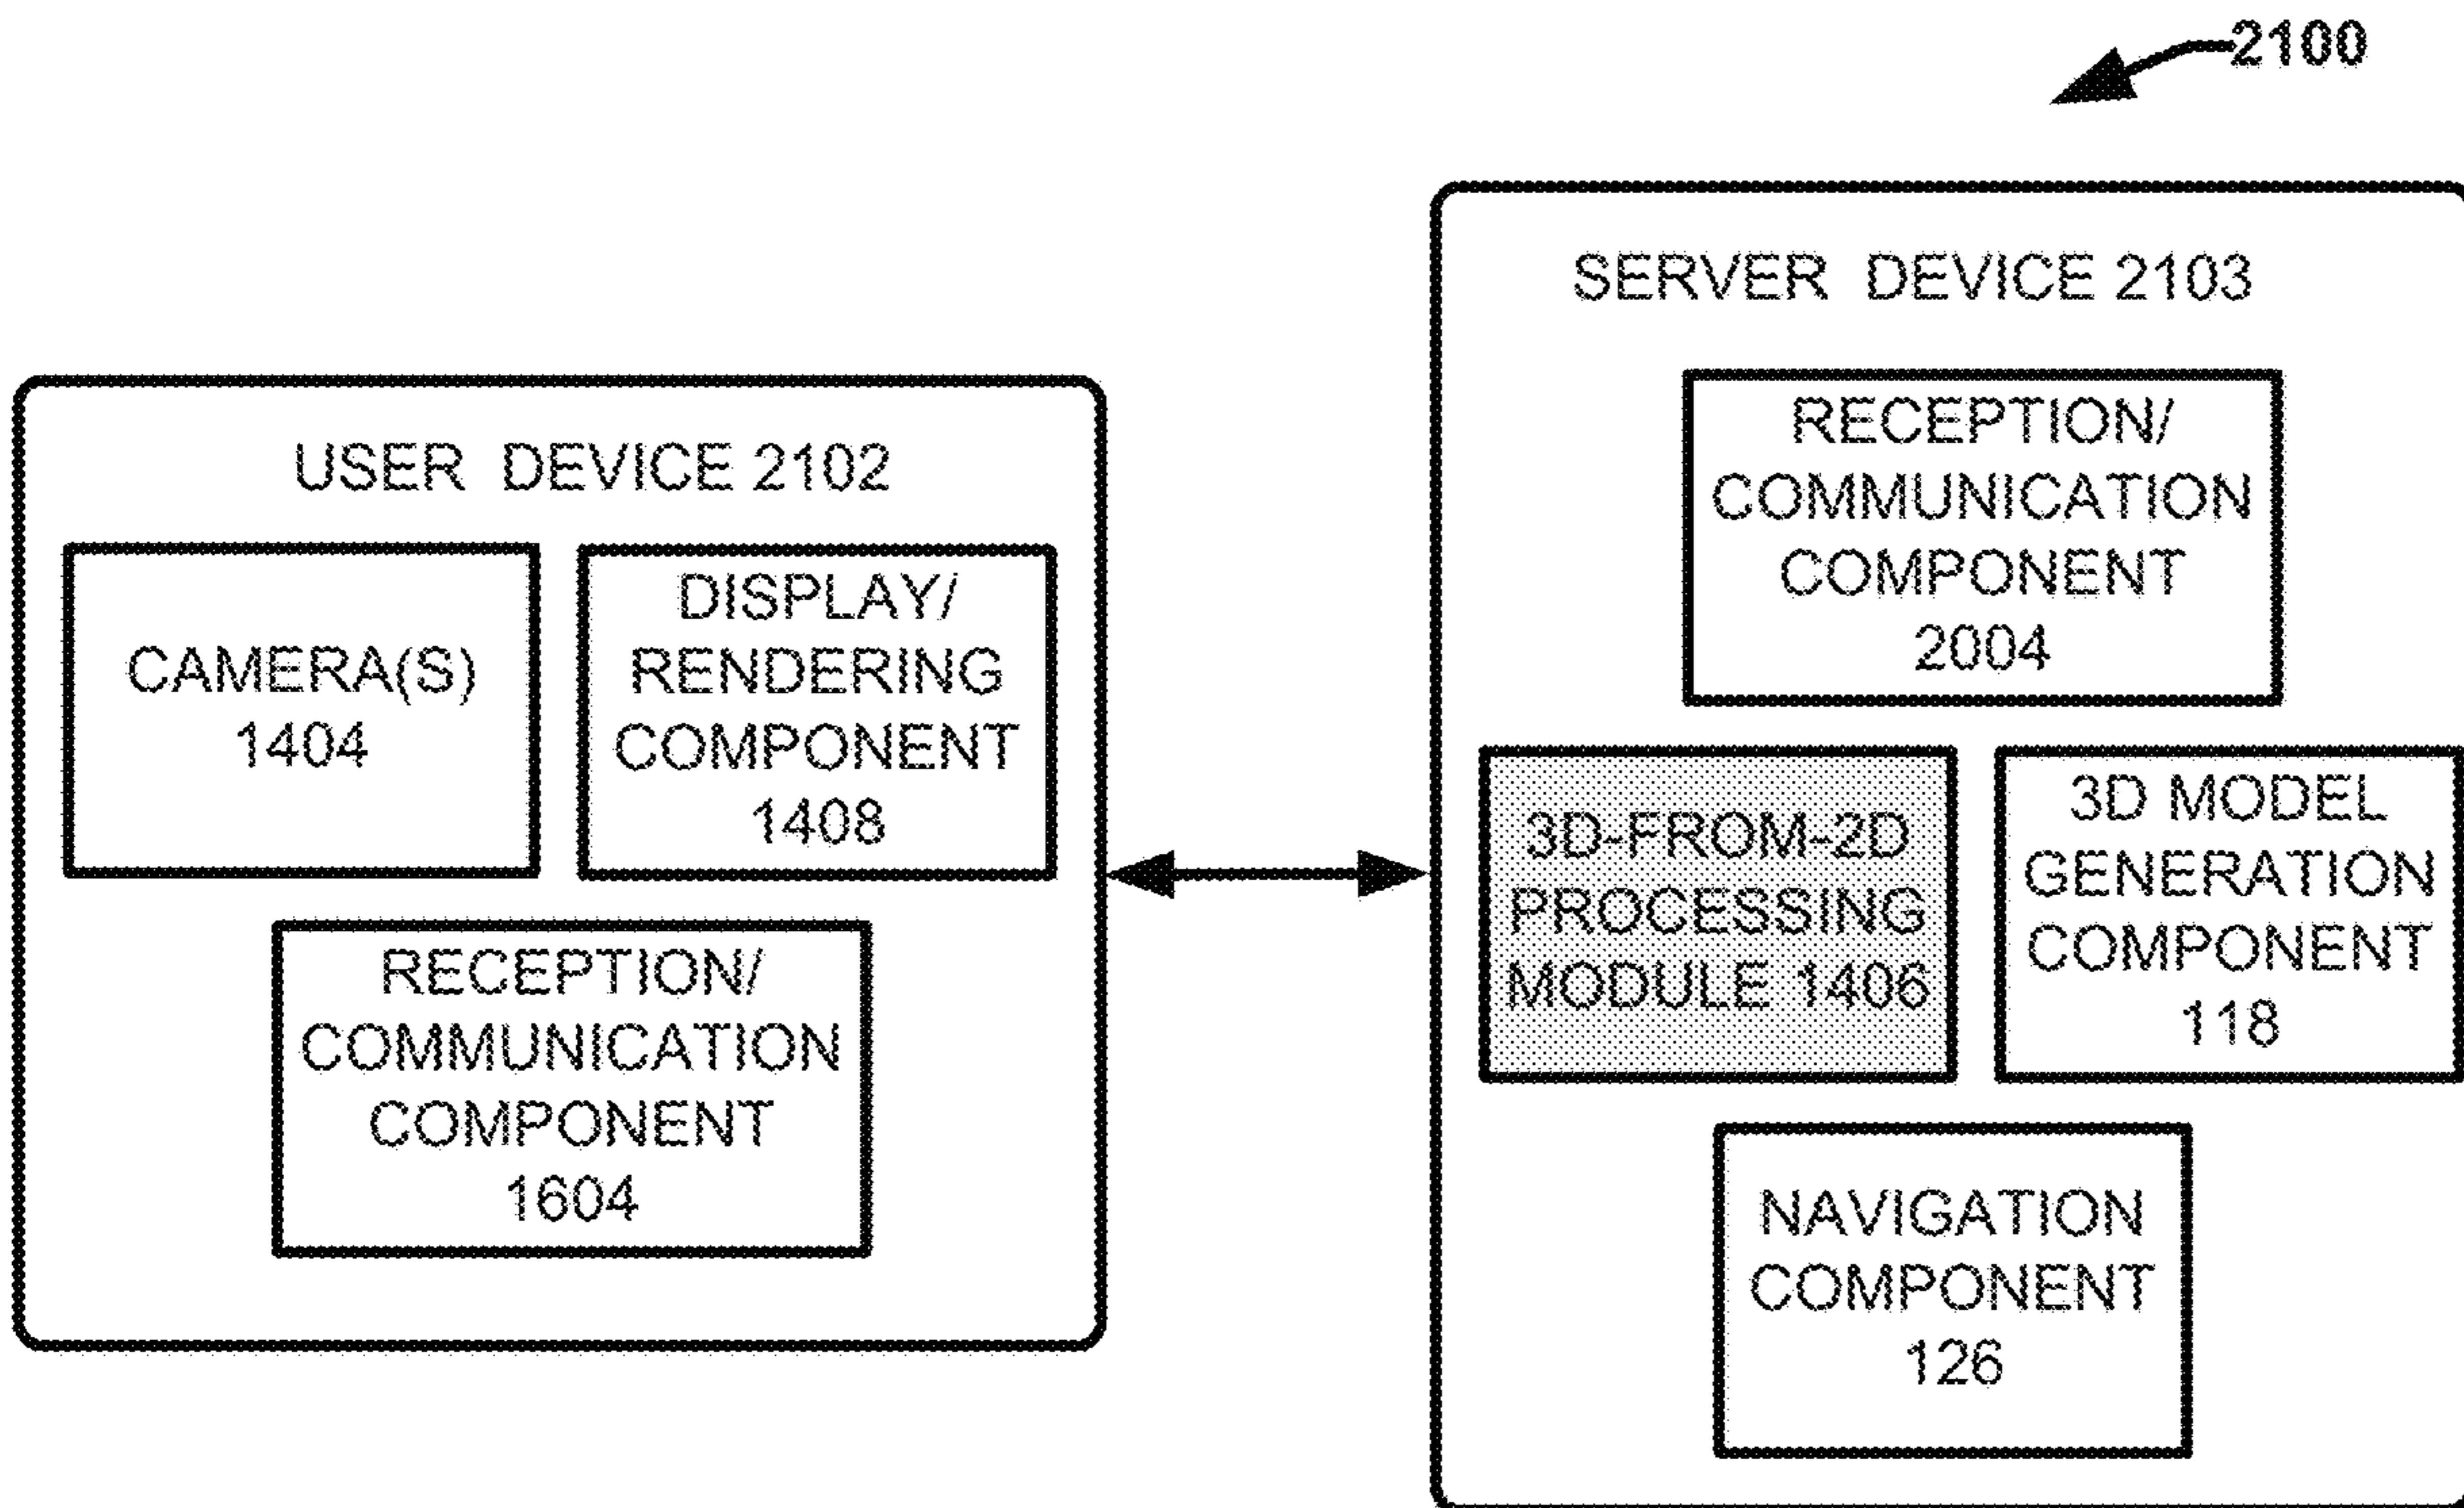 2100
USER DEVICE 2102
CAMERA(S)
1404
DISPLAY/
RENDERING
COMPONENT
1408
RECEPTION/
COMMUNICATION
COMPONENT
1604
SERVER DEVICE 2103
RECEPTION/
COMMUNICATION
COMPONENT
2004
3D-FROM-2D
PROCESSING
MODULE 1406
3D MODEL
GENERATION
COMPONENT
118
NAVIGATION
COMPONENT
126